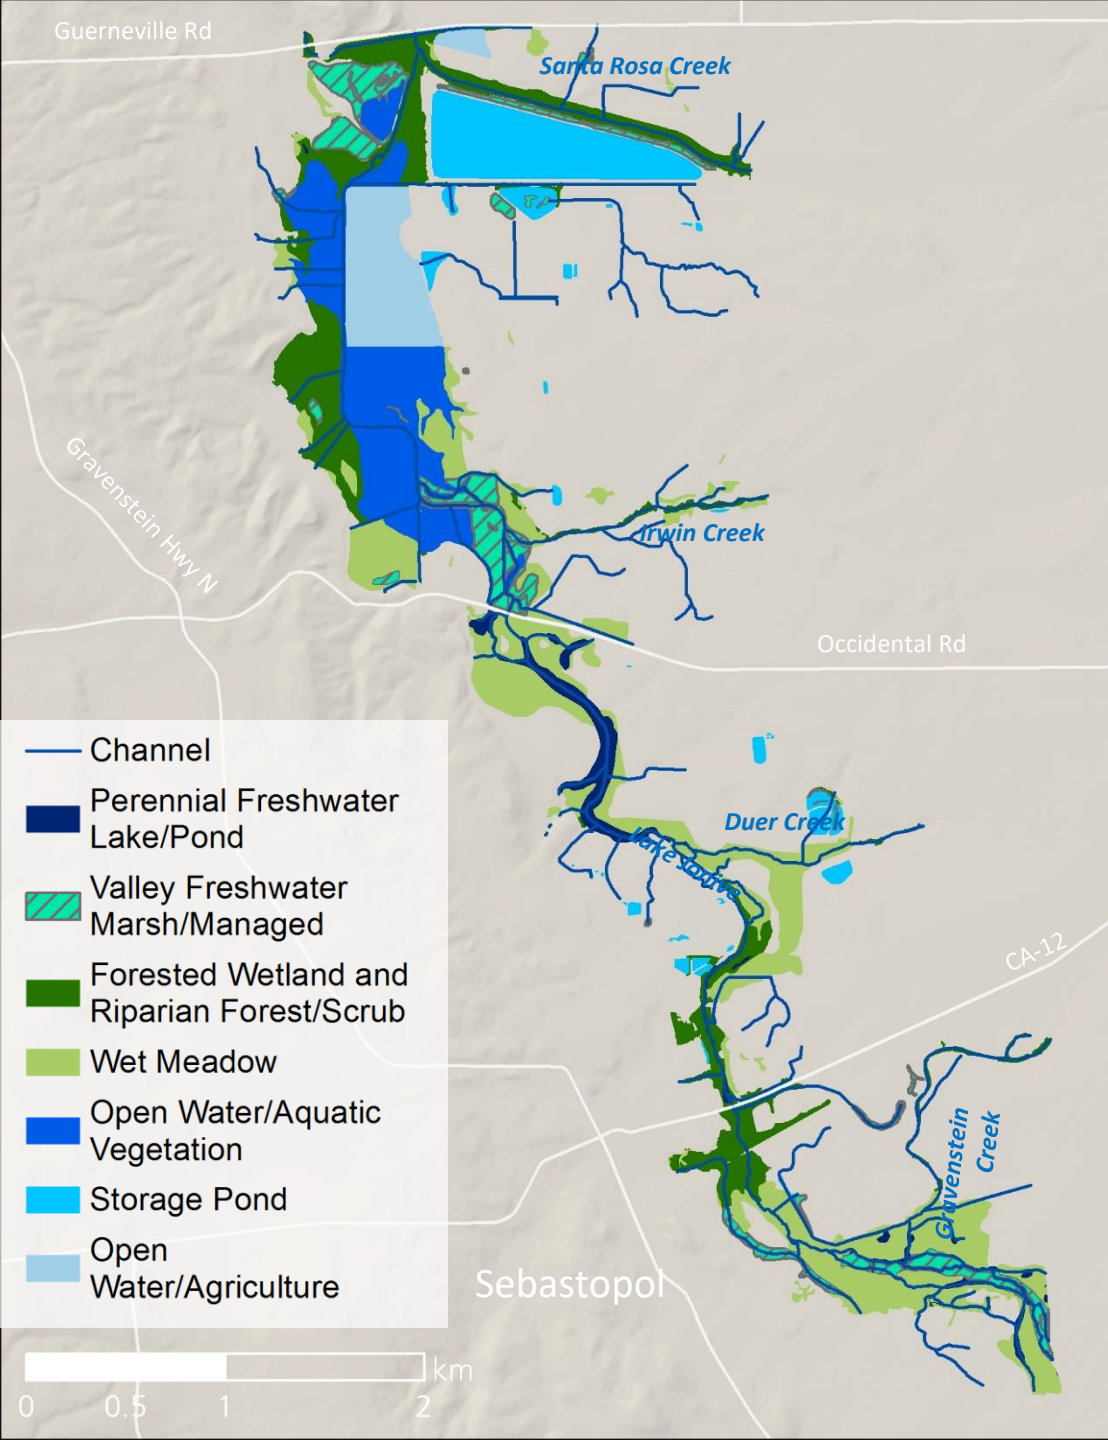 Guerneville Rd
Santa Rosa Creek
Gravenstein Hwy N
Irwin Creek
Occidental Rd
Channel
Perennial Freshwater
Lake/Pond
Valley Freshwater
Marsh/Managed
Forested Wetland and
Riparian Forest/Scrub
Wet Meadow
Open Water/Aquatic
Vegetation
Storage Pond
Open
Water/Agriculture
Duer Creek
Lake Jonive
CA-12
Gravenstein
Creek
Sebastopol
km
0 0.5 1 2